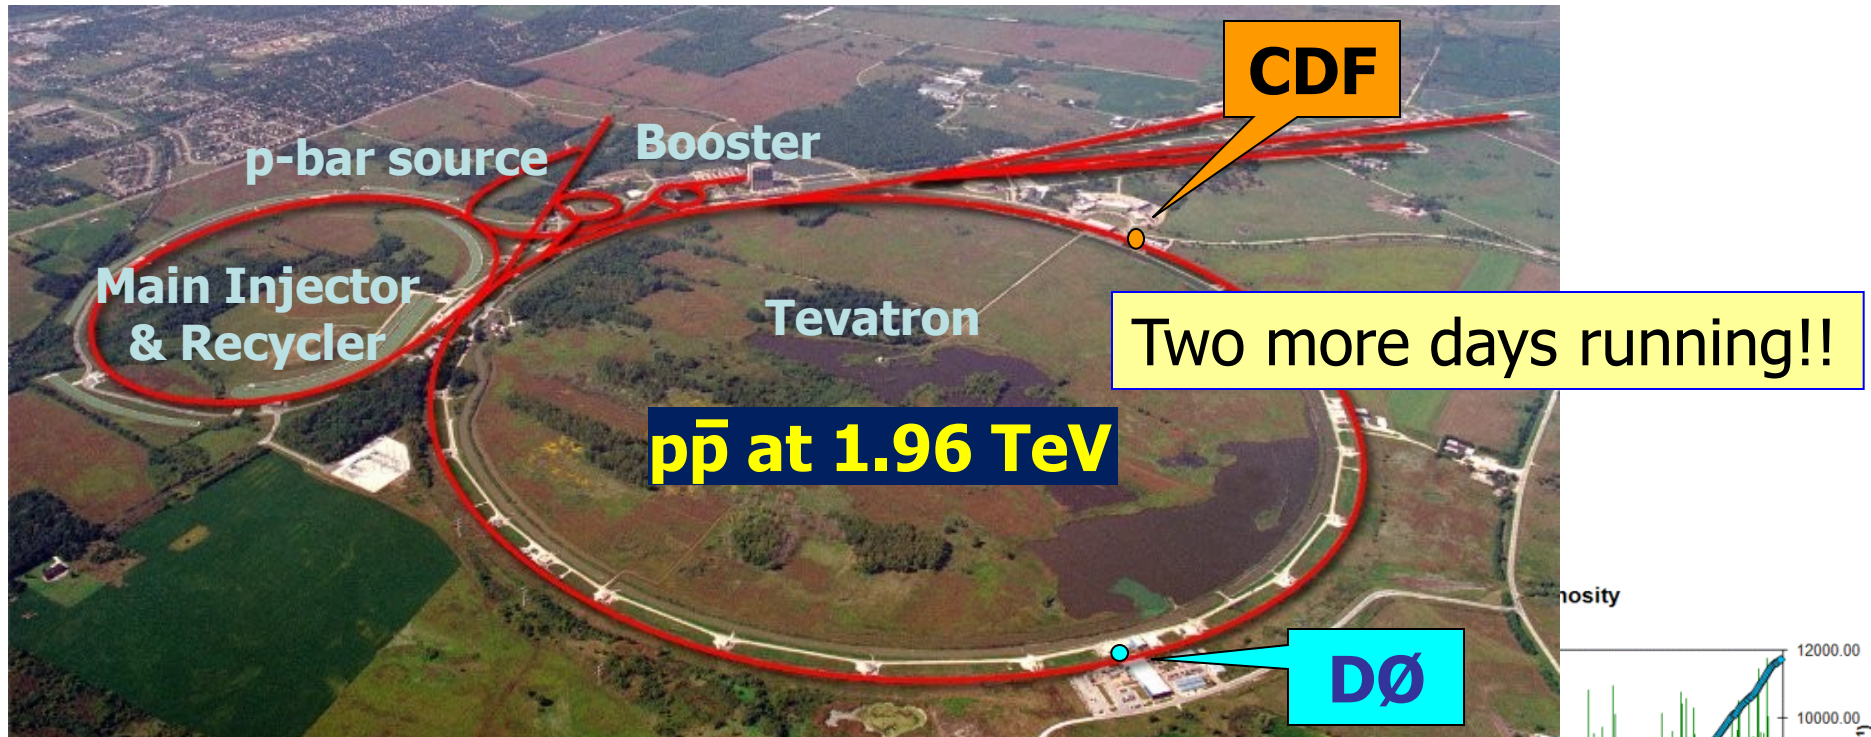 CDF
Booster
p-bar source
Main Injector
& Recycler
Tevatron
Two more days running!!
pp̄ at 1.96 TeV
nosity
DØ
12000.00
10000.00